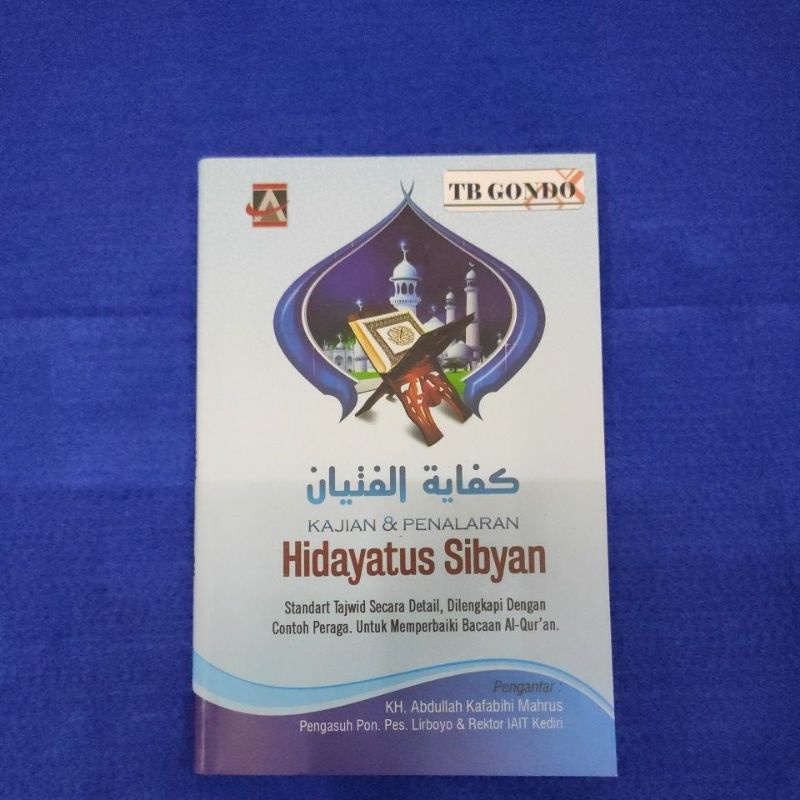 TB GONDO
كفاية الفتيان
KAJIAN & PENALARAN
Hidayatus Sibyan
Standart Tajwid Secara Detail, Dilengkapi Dengan
Contoh Peraga. Untuk Memperbaiki Bacaan Al-Qur'an.
Pengantar :
KH. Abdullah Kafabihi Mahrus
Pengasuh Pon. Pes. Lirboyo & Rektor IAIT Kediri